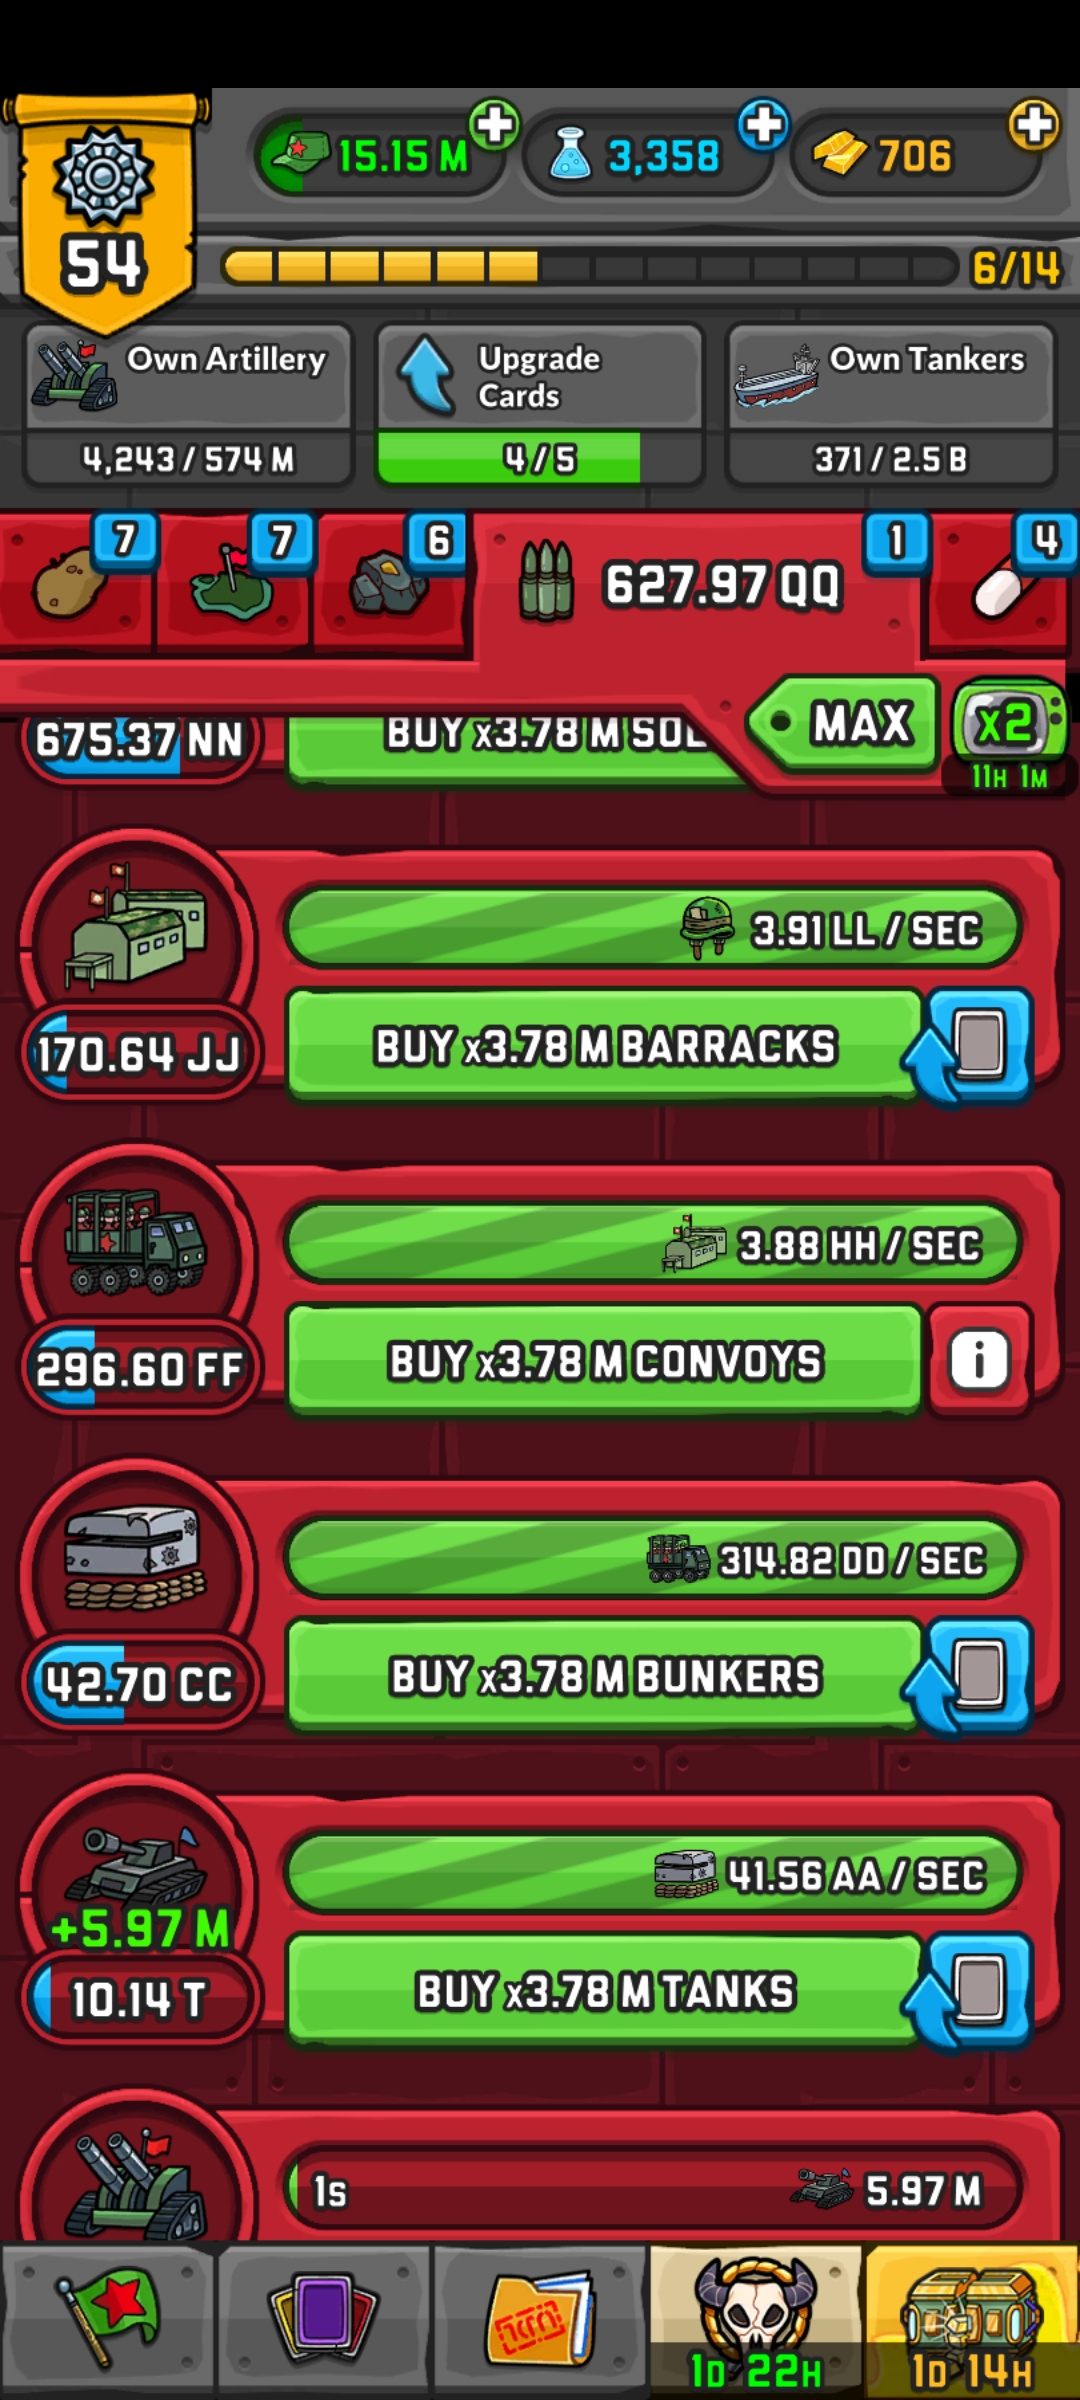 54
15.15 M
3,358
706
6/14
Own Artillery
4,243 / 574 M
Upgrade
Cards
4 / 5
Own Tankers
371 / 2.5 B
7
7
6
627.97 QQ
1
4
MAX
x2
11H 1M
675.37 NN
BUY x3.78 M SOL
3.91 LL / SEC
170.64 JJ
BUY x3.78 M BARRACKS
3.88 HH / SEC
296.60 FF
BUY x3.78 M CONVOYS
i
314.82 DD / SEC
42.70 CC
BUY x3.78 M BUNKERS
41.56 AA / SEC
+5.97 M
10.14 T
BUY x3.78 M TANKS
1s
5.97 M
1D 22H
1D 14H